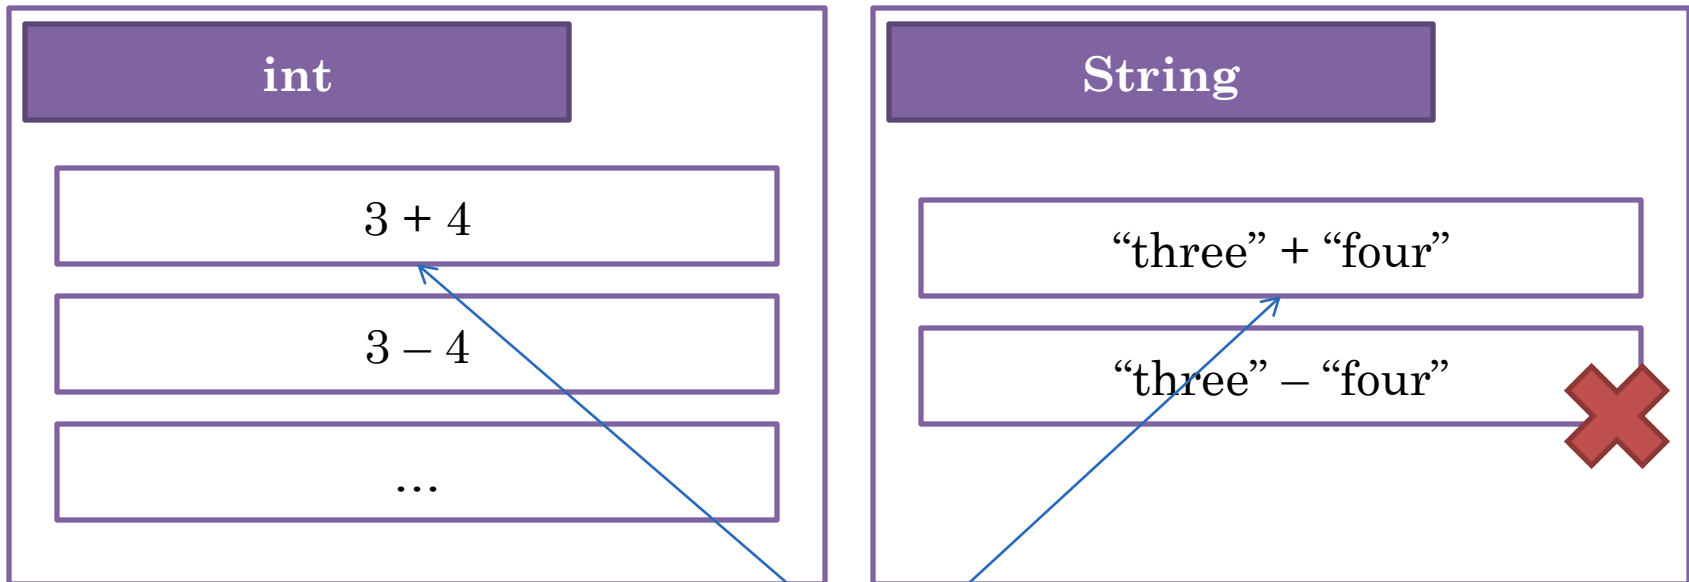 int
3 + 4
3 – 4
…
String
“three” + “four”
“three” – “four”